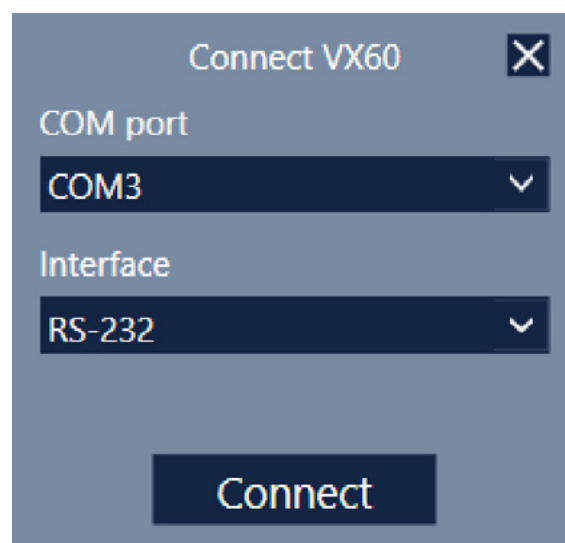 Connect VX60
COM port
COM3
Interface
RS-232
Connect